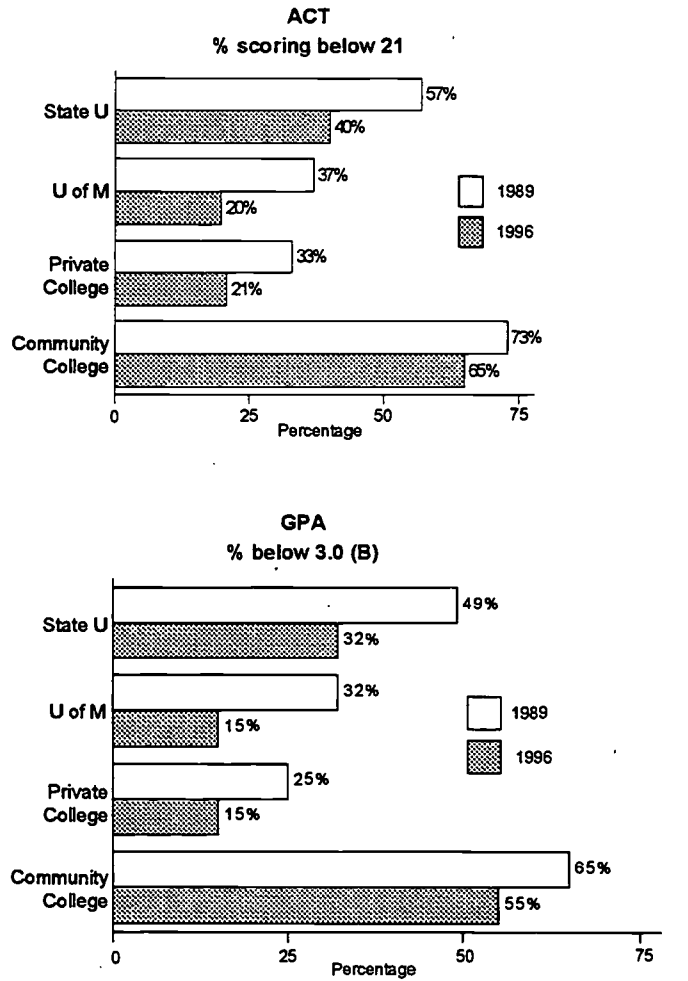 ACT
% scoring below 21
State U
57%
40%
U of M
37%
20%
1989
1996
Private
College
33%
21%
Community
College
73%
65%
0 25 50 75
Percentage
GPA
% below 3.0 (B)
State U
49%
32%
U of M
32%
15%
1989
1996
Private
College
25%
15%
Community
College
65%
55%
0 25 50 75
Percentage